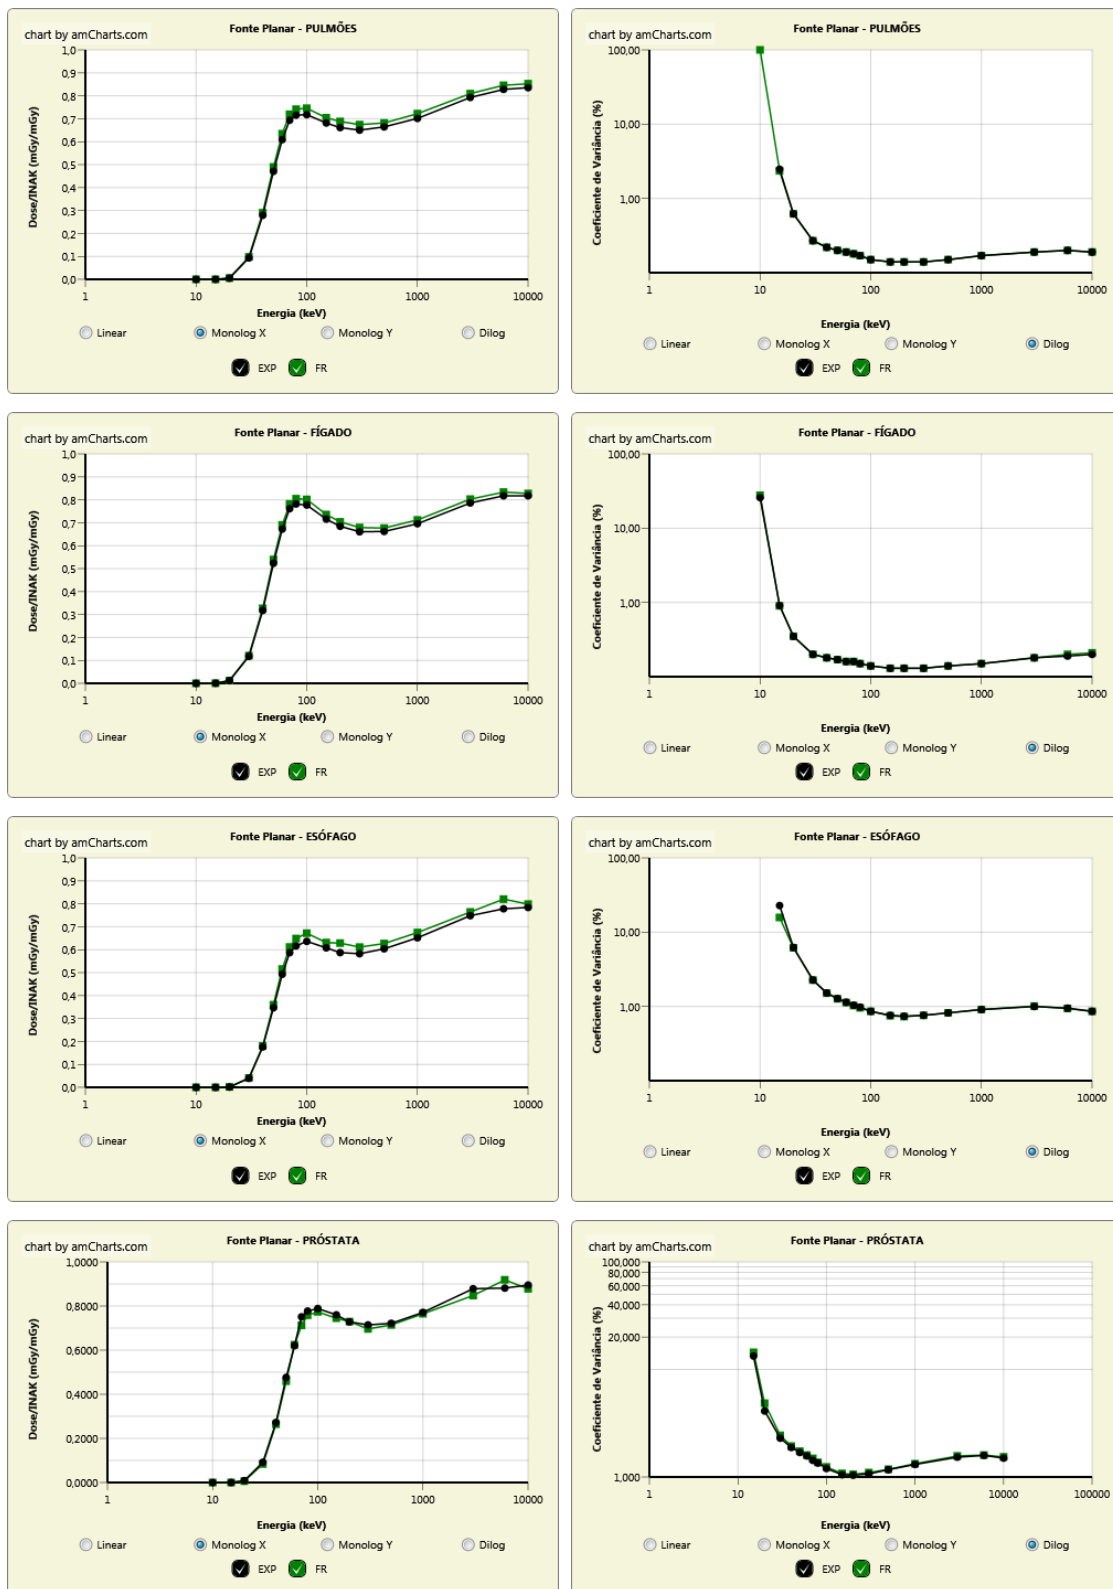 chart by amCharts.com
Fonte Planar - PULMÕES
Dose/INAK (mGy/mGy)
1,0
0,9
0,8
0,7
0,6
0,5
0,4
0,3
0,2
0,1
0,0
1 10 100 1000 10000
Energia (keV)
Linear Monolog X Monolog Y Dilog
EXP FR
chart by amCharts.com
Fonte Planar - PULMÕES
Coeficiente de Variância (%)
100,00
10,00
1,00
1 10 100 1000 10000
Energia (keV)
Linear Monolog X Monolog Y Dilog
EXP FR
chart by amCharts.com
Fonte Planar - FÍGADO
Dose/INAK (mGy/mGy)
1,0
0,9
0,8
0,7
0,6
0,5
0,4
0,3
0,2
0,1
0,0
1 10 100 1000 10000
Energia (keV)
Linear Monolog X Monolog Y Dilog
EXP FR
chart by amCharts.com
Fonte Planar - FÍGADO
Coeficiente de Variância (%)
100,00
10,00
1,00
1 10 100 1000 10000
Energia (keV)
Linear Monolog X Monolog Y Dilog
EXP FR
chart by amCharts.com
Fonte Planar - ESÓFAGO
Dose/INAK (mGy/mGy)
1,0
0,9
0,8
0,7
0,6
0,5
0,4
0,3
0,2
0,1
0,0
1 10 100 1000 10000
Energia (keV)
Linear Monolog X Monolog Y Dilog
EXP FR
chart by amCharts.com
Fonte Planar - ESÓFAGO
Coeficiente de Variância (%)
100,00
10,00
1,00
1 10 100 1000 10000
Energia (keV)
Linear Monolog X Monolog Y Dilog
EXP FR
chart by amCharts.com
Fonte Planar - PRÓSTATA
Dose/INAK (mGy/mGy)
1,0000
0,8000
0,6000
0,4000
0,2000
0,0000
1 10 100 1000 10000
Energia (keV)
Linear Monolog X Monolog Y Dilog
EXP FR
chart by amCharts.com
Fonte Planar - PRÓSTATA
Coeficiente de Variância (%)
100,000
80,000
60,000
40,000
20,000
1,000
1 10 100 1000 10000 100000
Energia (keV)
Linear Monolog X Monolog Y Dilog
EXP FR